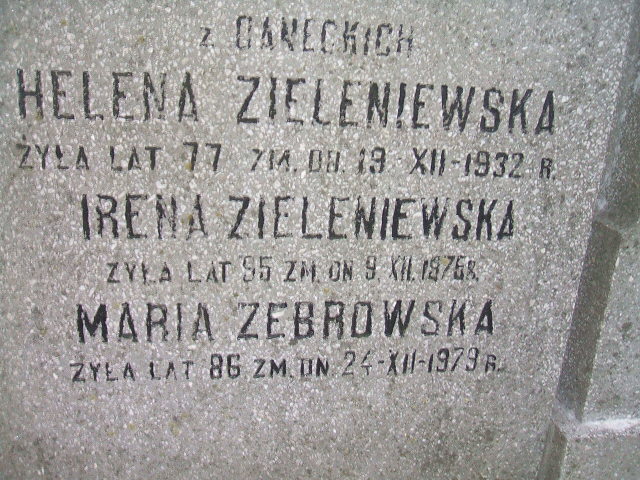 z GANECKICH
HELENA ZIELENIEWSKA
ŻYŁA LAT 77 ZM. DN. 19-XII-1932 R.
IRENA ZIELENIEWSKA
ŻYŁA LAT 95 ZM. DN 9. XII. 1976 R.
MARIA ZEBROWSKA
ŻYŁA LAT 86 ZM. DN. 24-XII-1979 R.